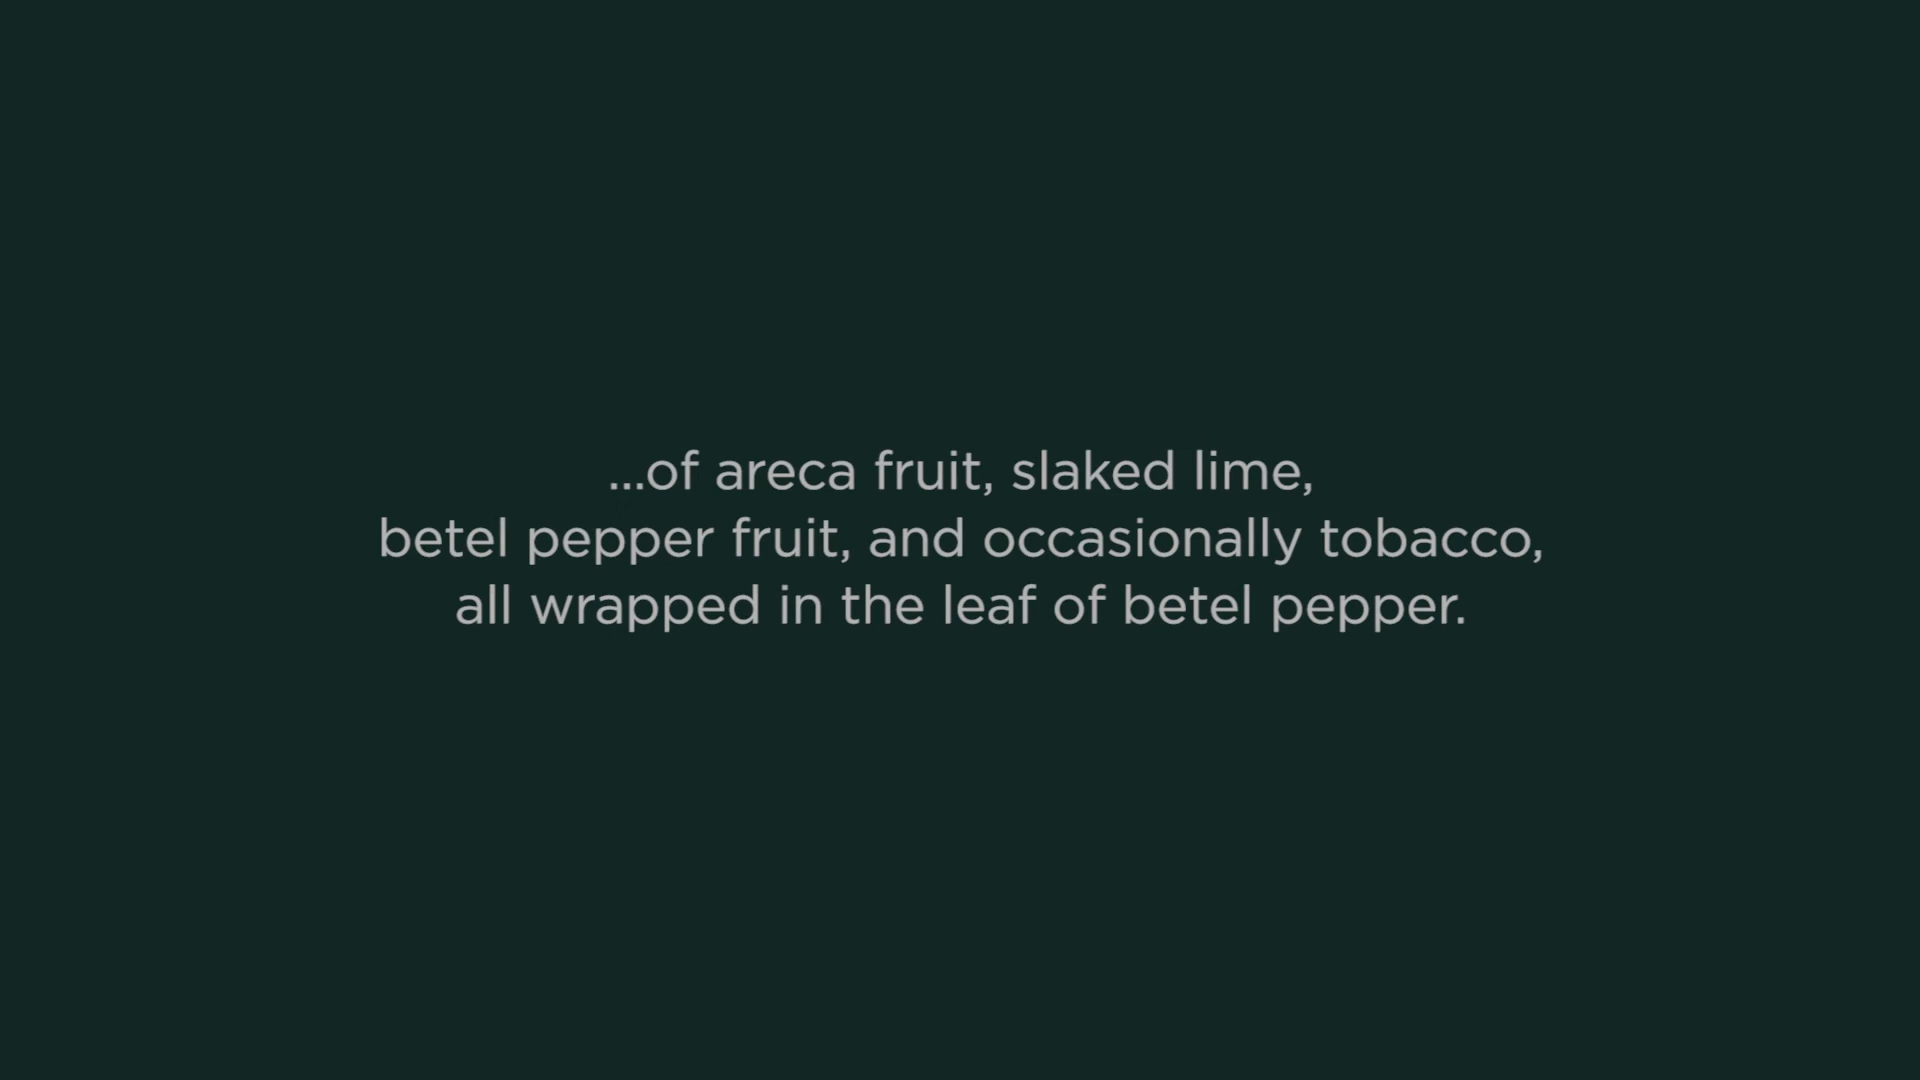 ...of areca fruit, slaked lime,
betel pepper fruit, and occasionally tobacco,
all wrapped in the leaf of betel pepper.